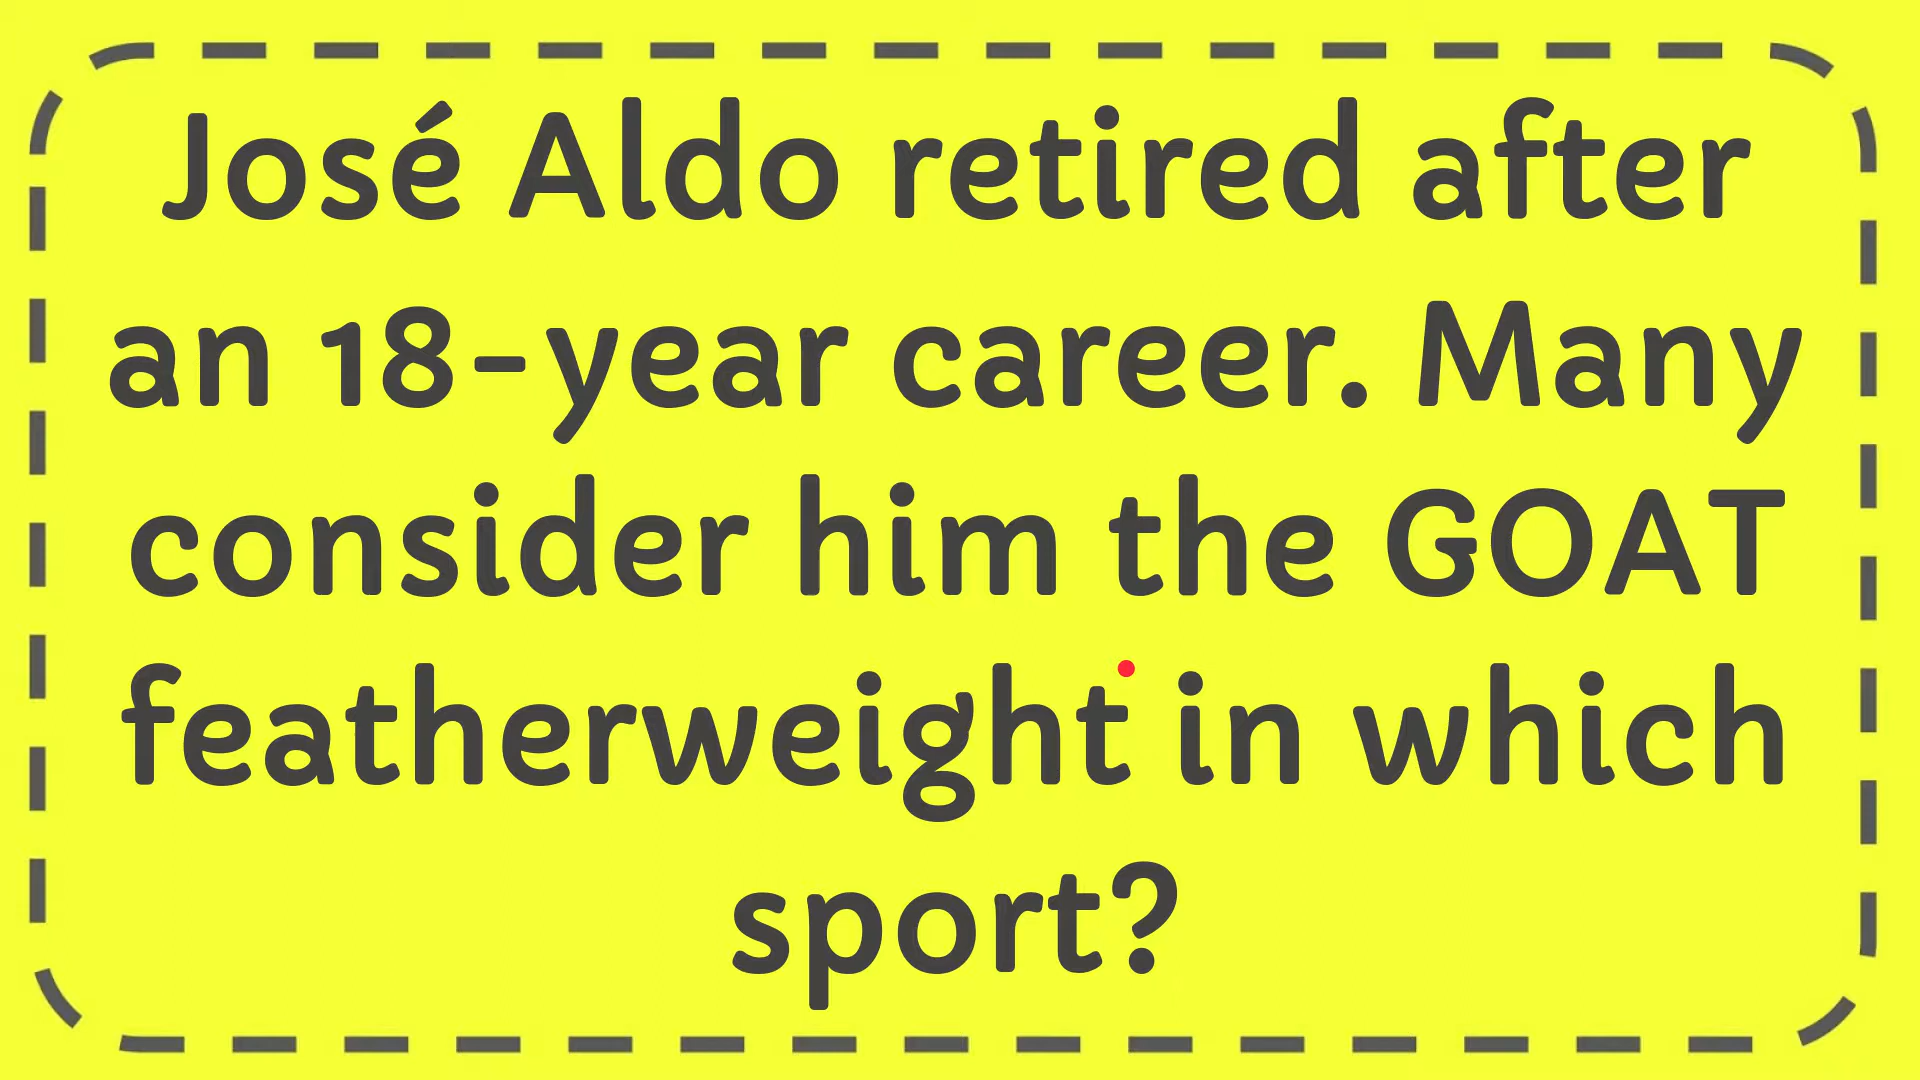 José Aldo retired after
an 18-year career. Many
consider him the GOAT
featherweight in which
sport?